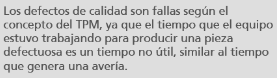 Los defectos de calidad son fallas según el
concepto del TPM, ya que el tiempo que el equipo
estuvo trabajando para producir una pieza
defectuosa es un tiempo no útil, similar al tiempo
que genera una avería.